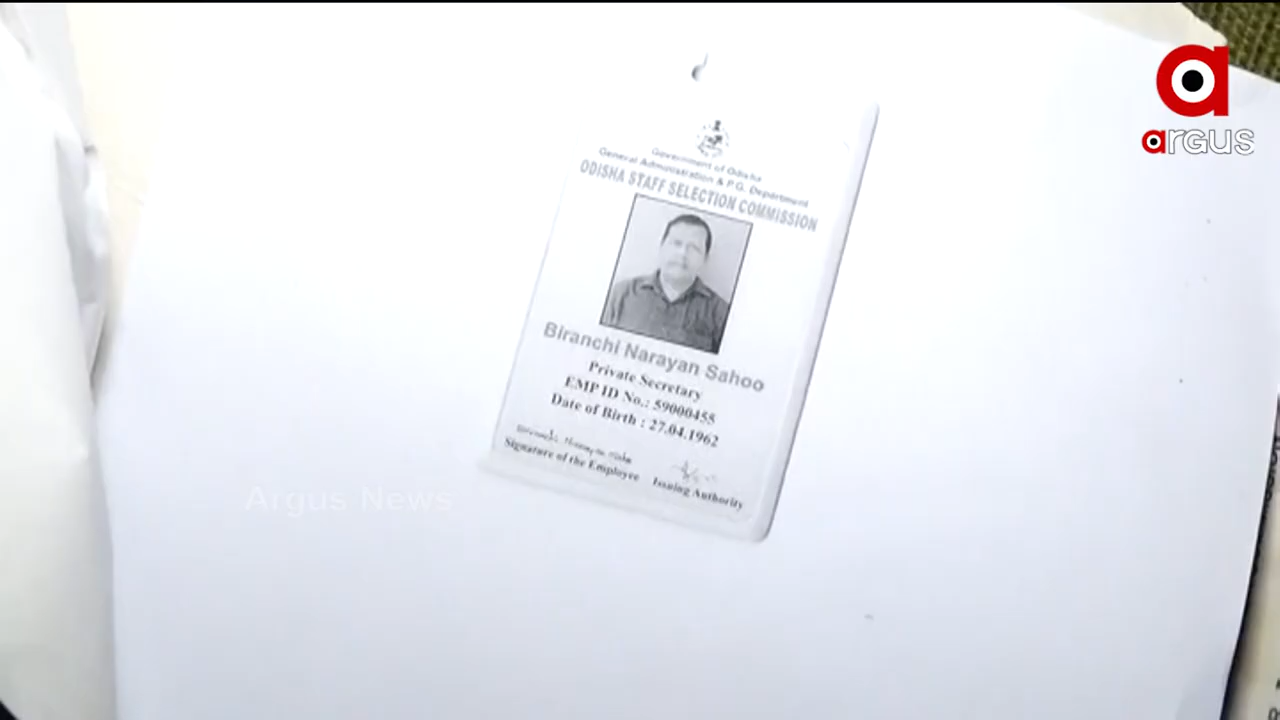 argus
Government of Odisha
General Administration & P.G. Department
ODISHA STAFF SELECTION COMMISSION
Biranchi Narayan Sahoo
Private Secretary
EMP ID No.: 59000455
Date of Birth : 27.04.1962
Signature of the Employee
Issuing Authority
Argus News